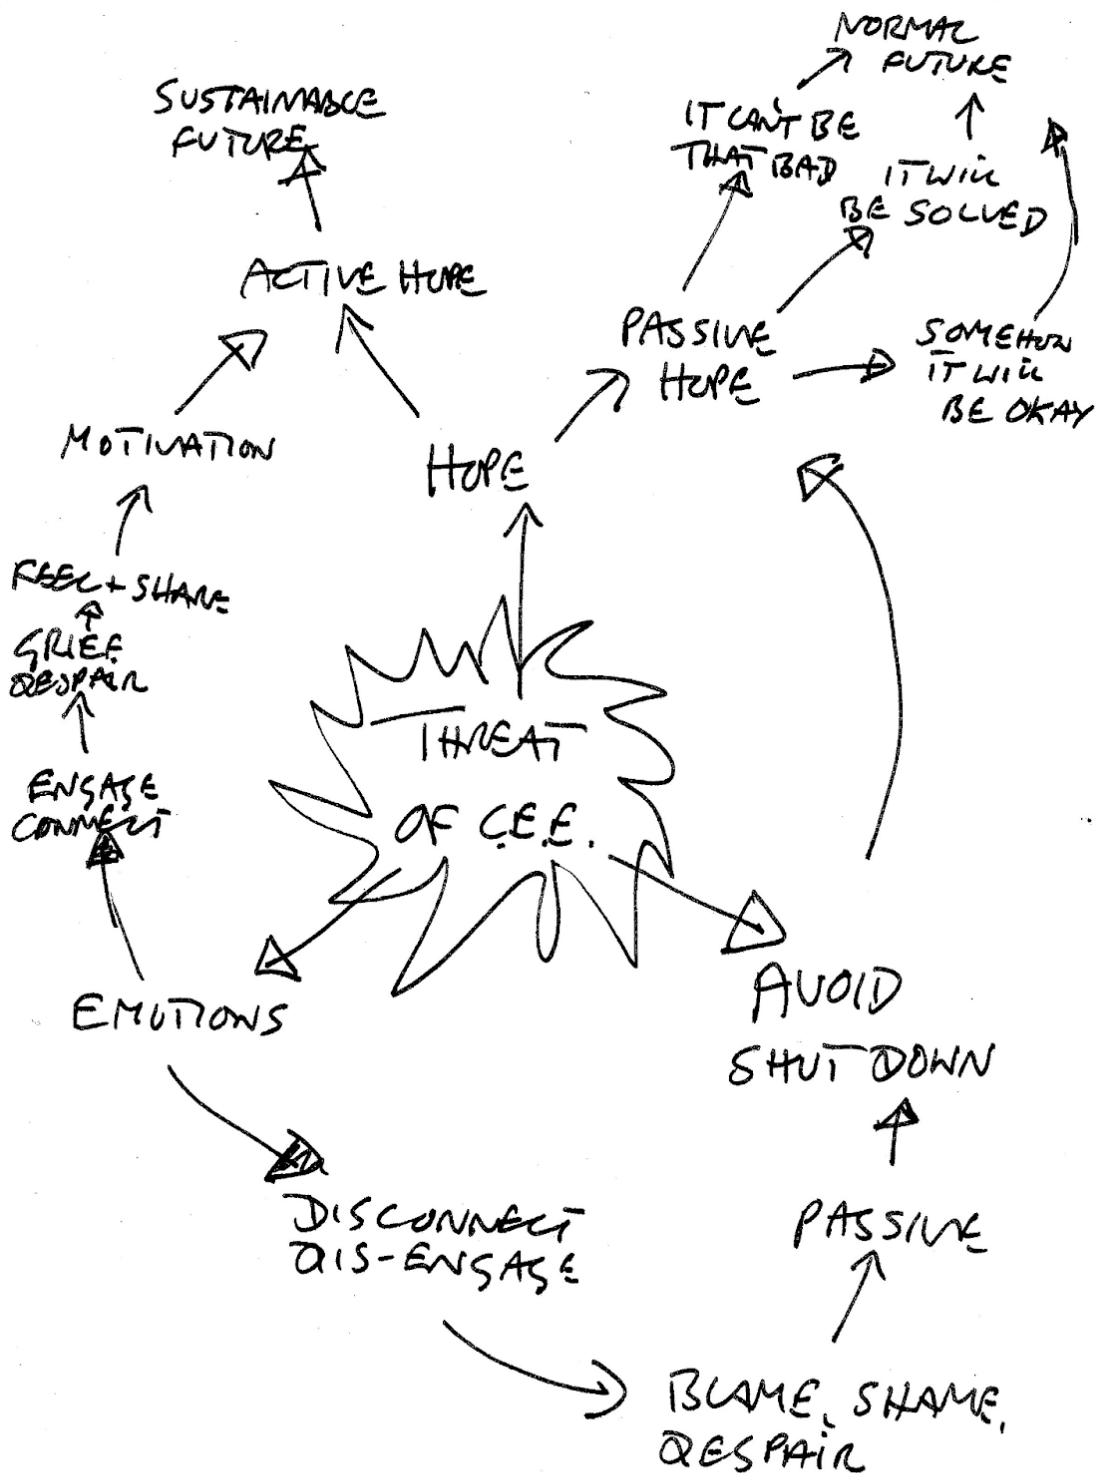 NORMAL
FUTURE
SUSTAINABLE
FUTURE
IT CAN'T BE
THAT BAD
IT WILL
BE SOLVED
ACTIVE HOPE
PASSIVE
HOPE
SOMEHOW
IT WILL
BE OKAY
MOTIVATION
HOPE
FEEL + SHARE
GRIEF,
DESPAIR
THREAT
OF C.E.E.
ENGAGE
CONNECT
EMOTIONS
AVOID
SHUT DOWN
DISCONNECT
DIS-ENGAGE
PASSIVE
BLAME, SHAME,
DESPAIR